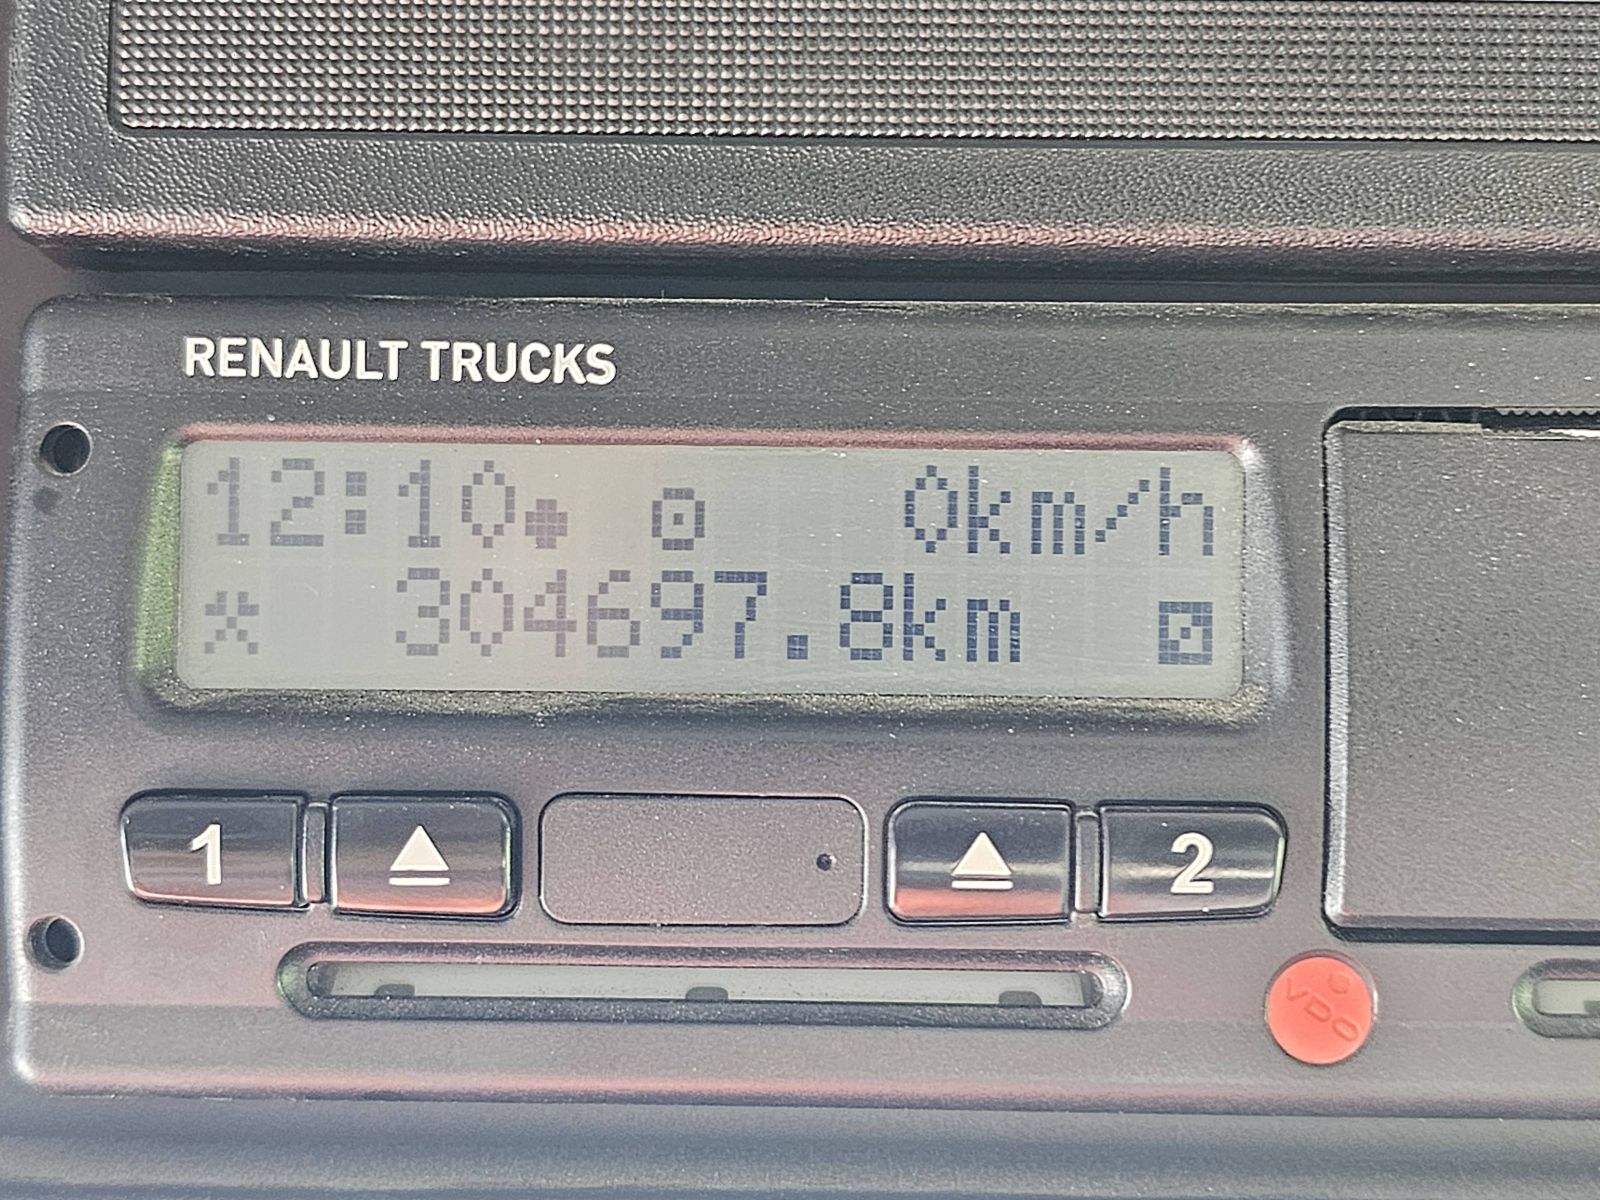 RENAULT TRUCKS
12:10 0km/h
304697.8km
1 2
VDO